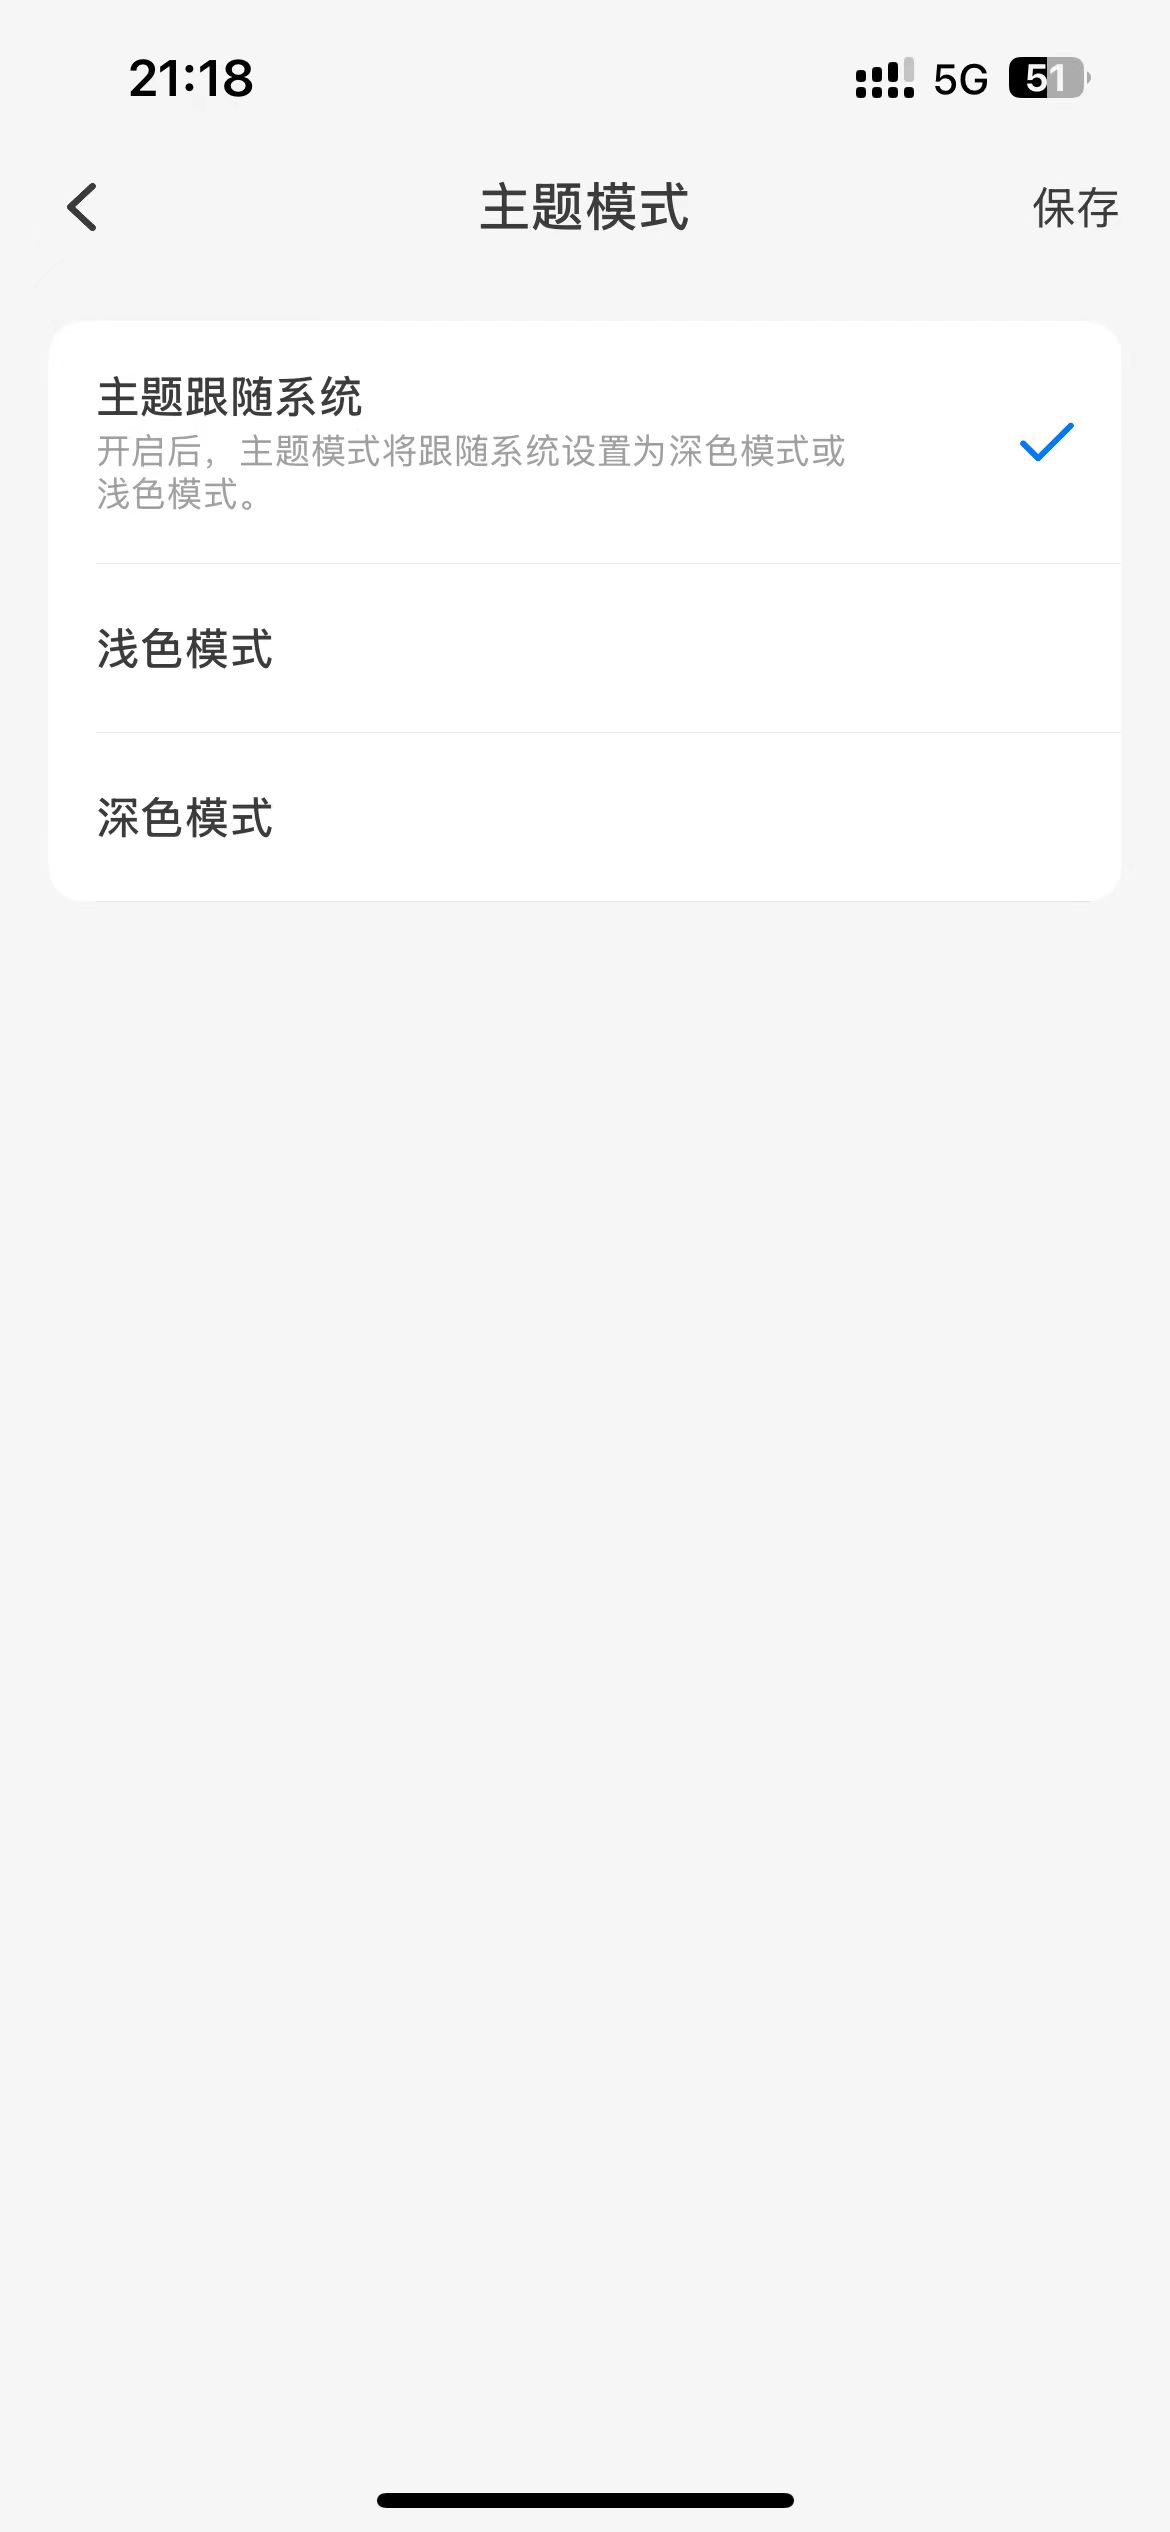 21:18 5G 51
主题模式 保存
主题跟随系统
开启后，主题模式将跟随系统设置为深色模式或
浅色模式。
浅色模式
深色模式